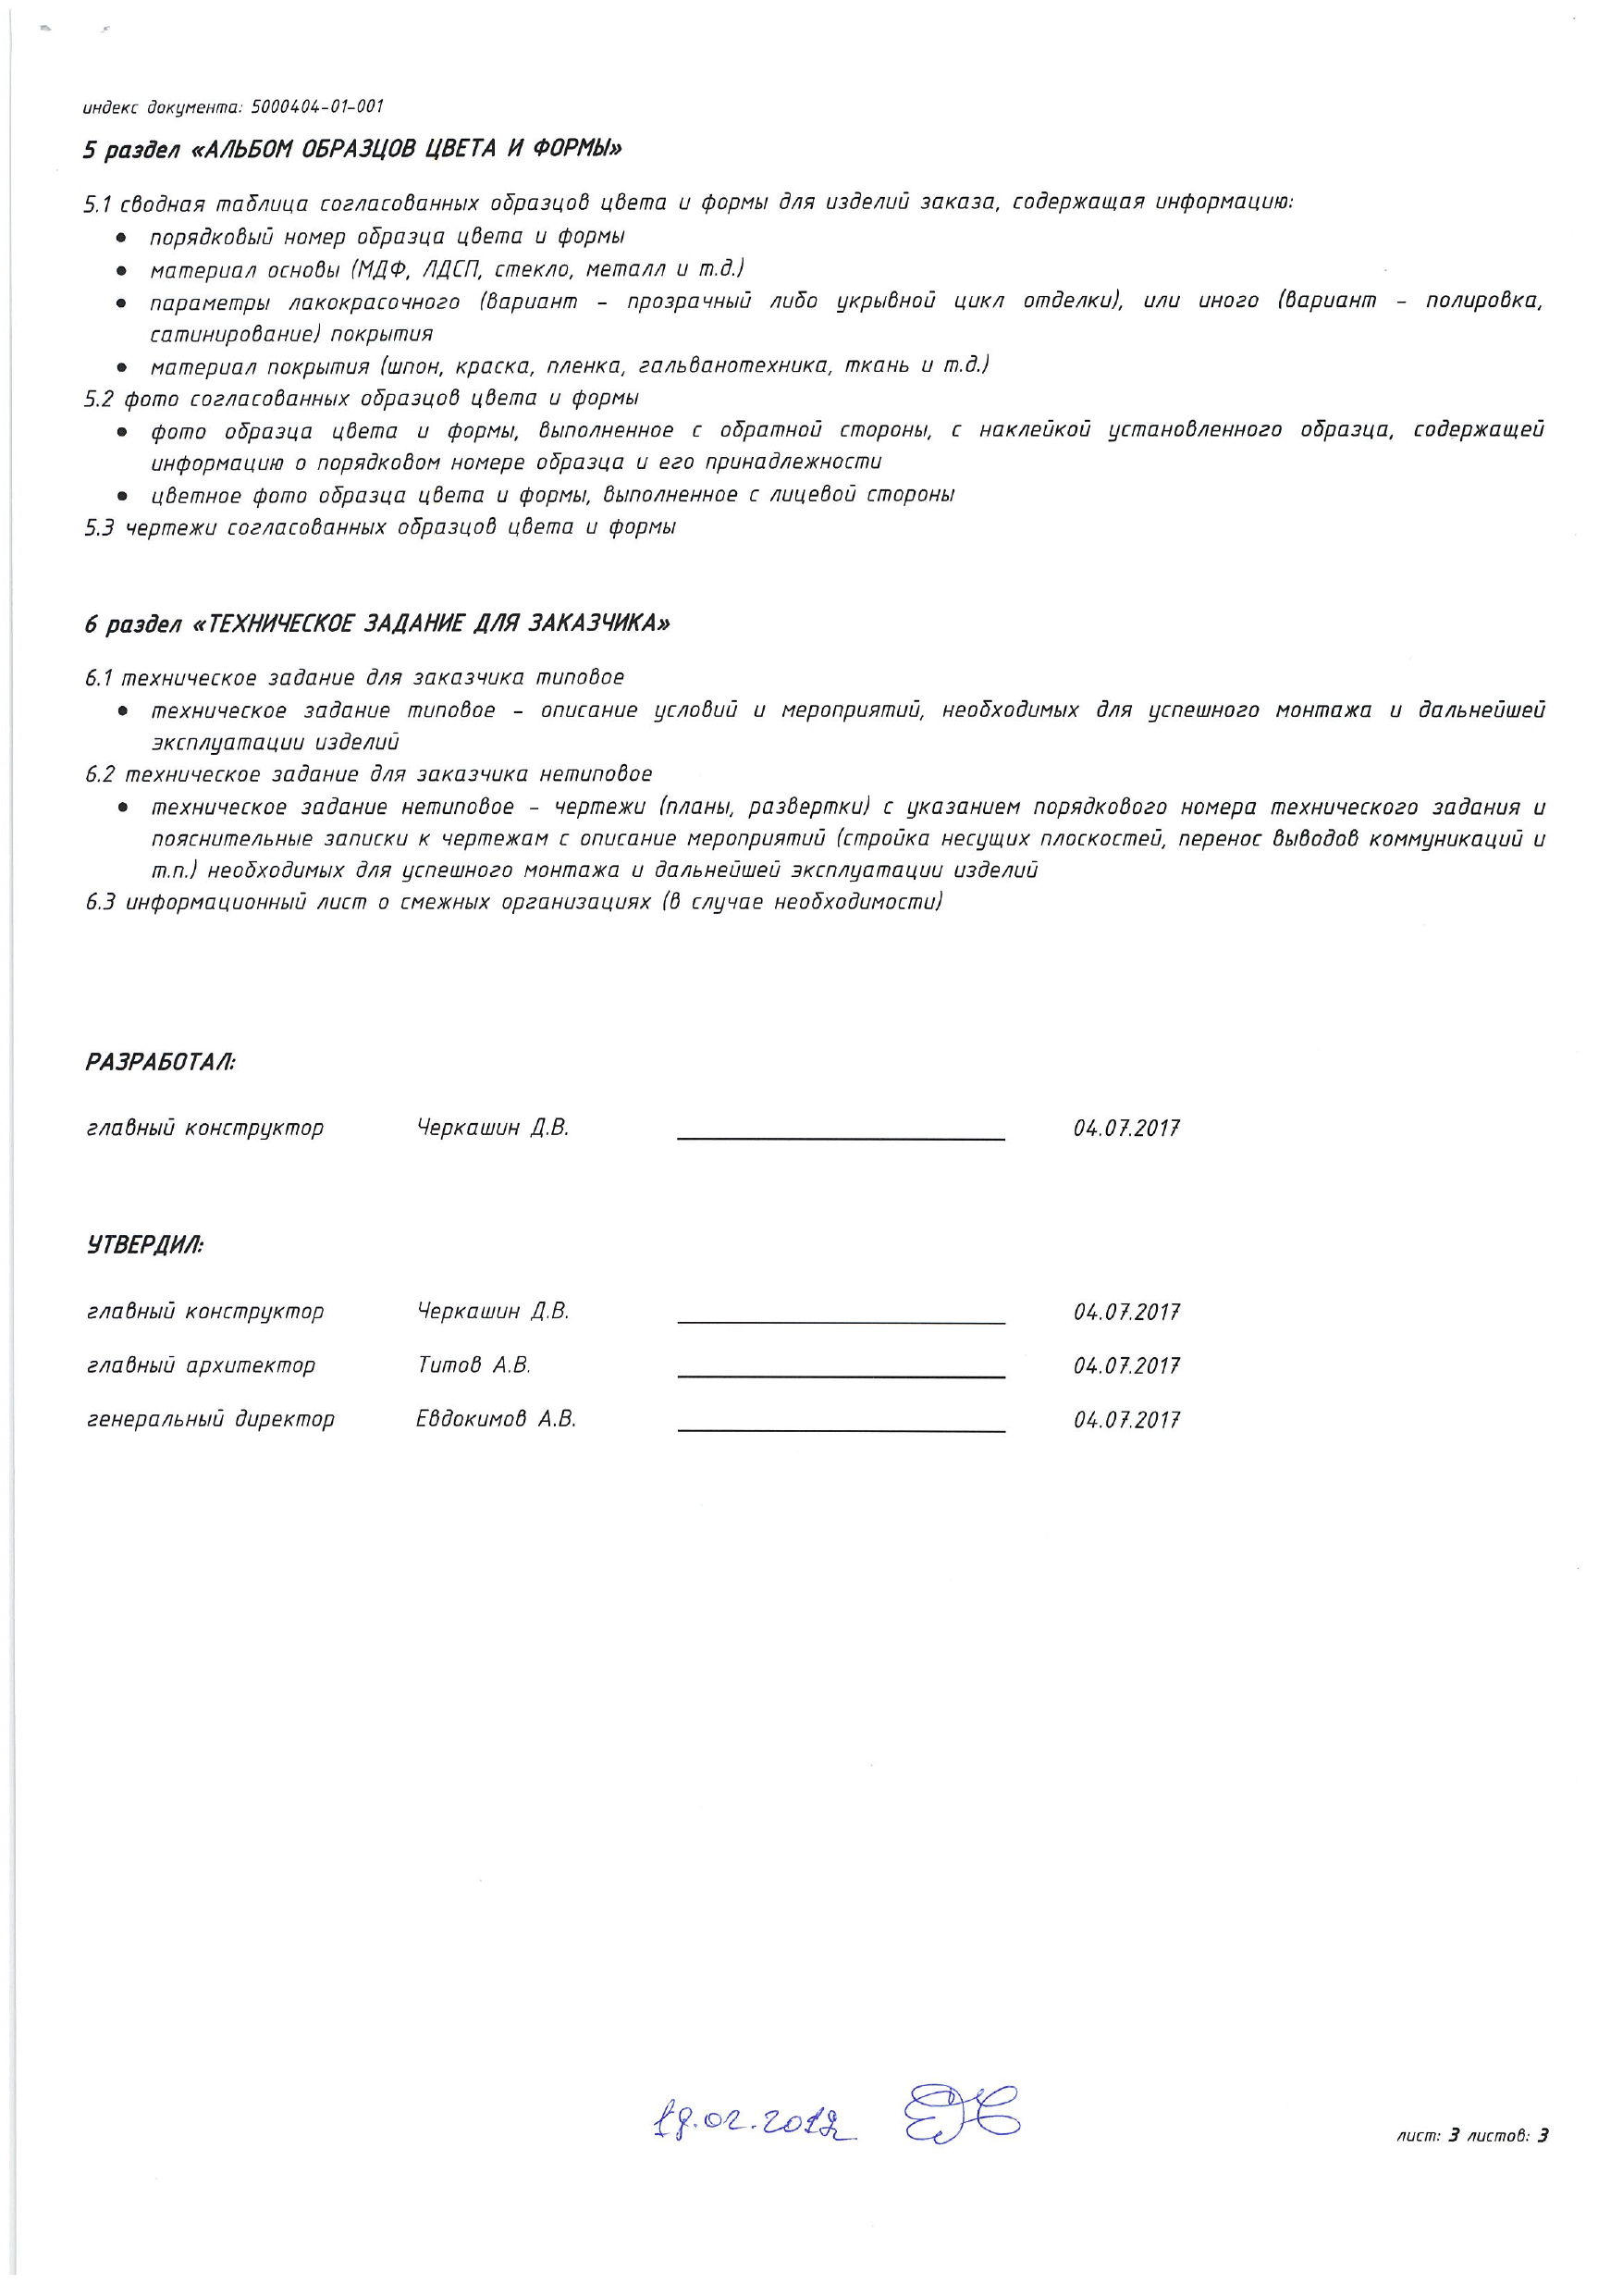 индекс документа: 5000404-01-001
5 раздел «АЛЬБОМ ОБРАЗЦОВ ЦВЕТА И ФОРМЫ»
5.1 сводная таблица согласованных образцов цвета и формы для изделий заказа, содержащая информацию:
• порядковый номер образца цвета и формы
• материал основы (МДФ, ЛДСП, стекло, металл и т.д.)
• параметры лакокрасочного (вариант – прозрачный либо укрывной цикл отделки), или иного (вариант – полировка,
сатинирование) покрытия
• материал покрытия (шпон, краска, пленка, гальванотехника, ткань и т.д.)
5.2 фото согласованных образцов цвета и формы
• фото образца цвета и формы, выполненное с обратной стороны, с наклейкой установленного образца, содержащей
информацию о порядковом номере образца и его принадлежности
• цветное фото образца цвета и формы, выполненное с лицевой стороны
5.3 чертежи согласованных образцов цвета и формы
6 раздел «ТЕХНИЧЕСКОЕ ЗАДАНИЕ ДЛЯ ЗАКАЗЧИКА»
6.1 техническое задание для заказчика типовое
• техническое задание типовое – описание условий и мероприятий, необходимых для успешного монтажа и дальнейшей
эксплуатации изделий
6.2 техническое задание для заказчика нетиповое
• техническое задание нетиповое – чертежи (планы, развертки) с указанием порядкового номера технического задания и
пояснительные записки к чертежам с описание мероприятий (стройка несущих плоскостей, перенос выводов коммуникаций и
т.п.) необходимых для успешного монтажа и дальнейшей эксплуатации изделий
6.3 информационный лист о смежных организациях (в случае необходимости)
РАЗРАБОТАЛ:
главный конструктор Черкашин Д.В. 04.07.2017
УТВЕРДИЛ:
главный конструктор Черкашин Д.В. 04.07.2017
главный архитектор Титов А.В. 04.07.2017
генеральный директор Евдокимов А.В. 04.07.2017
лист: 3 листов: 3